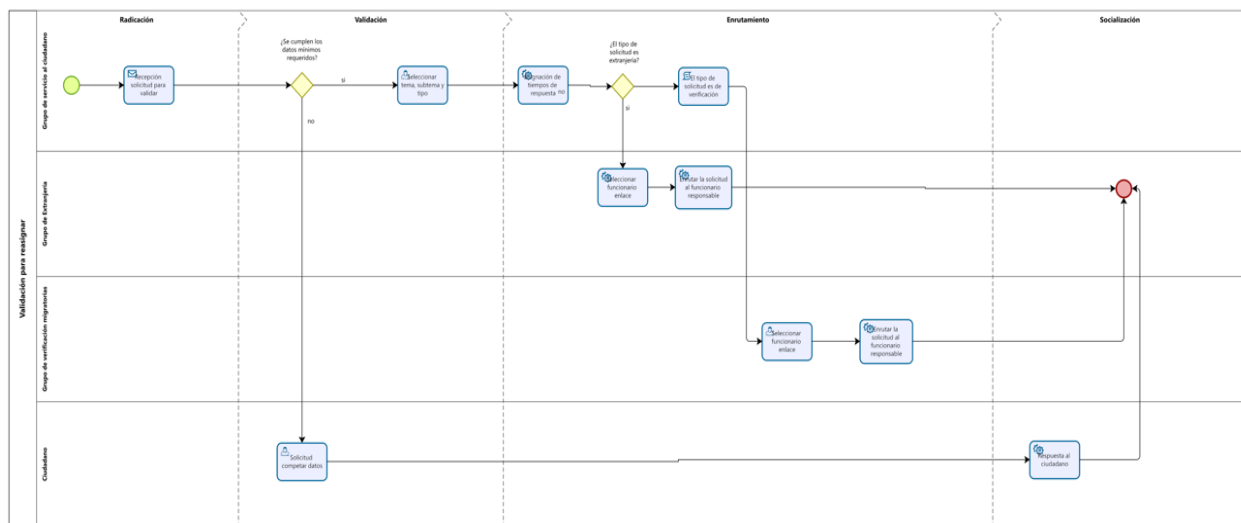 Radicación
Validación
Enrutamiento
Socialización
Validación para reasignar
Grupo de servicio al ciudadano
¿Se cumplen los
datos mínimos
requeridos?
¿El tipo de
solicitud es
extranjería?
Recepción
solicitud para
validar
si
Seleccionar
tema, subtema y
tipo
signación de
tiempos de
respuesta
no
El tipo de
solicitud es de
verificación
no
si
Grupo de Extranjería
Seleccionar
funcionario
enlace
Enrutar la solicitud
al funcionario
responsable
Grupo de verificación migratorias
Seleccionar
funcionario
enlace
Enrutar la
solicitud al
funcionario
responsable
Ciudadano
Solicitud
competar datos
Respuesta al
ciudadano